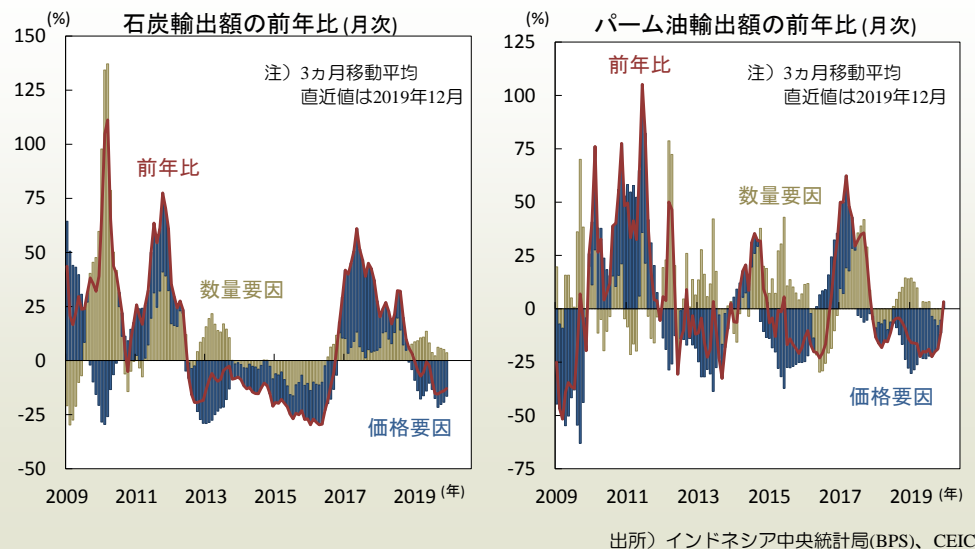 石炭輸出額の前年比 (月次)
(%)
150
125
100
75
50
25
0
-25
-50
注）3ヵ月移動平均
直近値は2019年12月
前年比
数量要因
価格要因
2009 2011 2013 2015 2017 2019 (年)
パーム油輸出額の前年比 (月次)
(%)
125
100
75
50
25
0
-25
-50
-75
前年比
注）3ヵ月移動平均
直近値は2019年12月
数量要因
価格要因
2009 2011 2013 2015 2017 2019 (年)
出所）インドネシア中央統計局(BPS)、CEIC